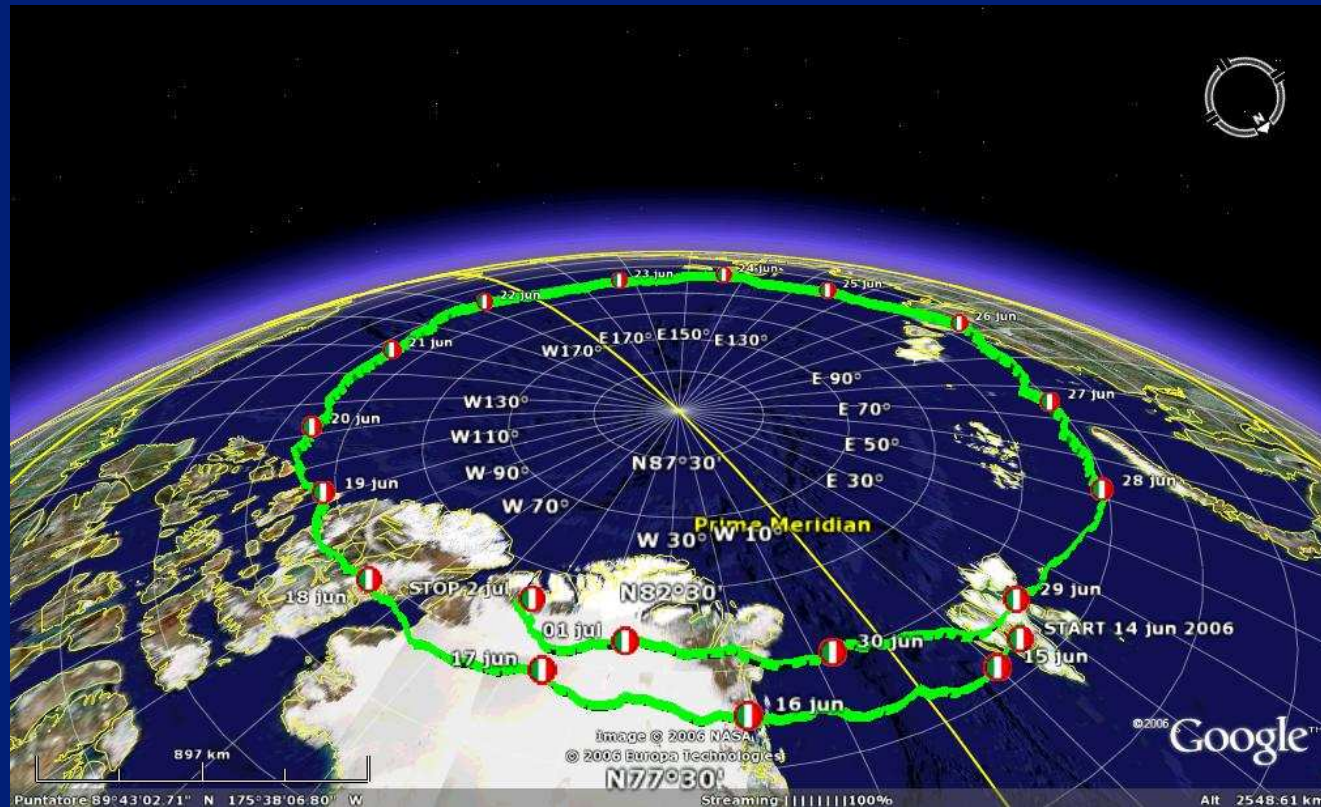 N
23 jun
24 jun
25 jun
22 jun
26 jun
21 jun
W170°
E170°
E150°
E130°
E 90°
W130°
27 jun
E 70°
20 jun
W110°
E 50°
N87°30'
W 90°
E 30°
19 jun
28 jun
W 70°
Prime Meridian
W 30°
W 10°
18 jun
STOP 2 jul
N82°30'
29 jun
01 jul
START 14 jun 2006
30 jun
17 jun
15 jun
16 jun
Image © 2006 NASA
© 2006 Europa Technologies
N77°30'
©2006 Google™
897 km
Puntatore 89°43'02.71" N 175°38'06.80" W
Streaming ||||||||100%
Alt 2548.61 km